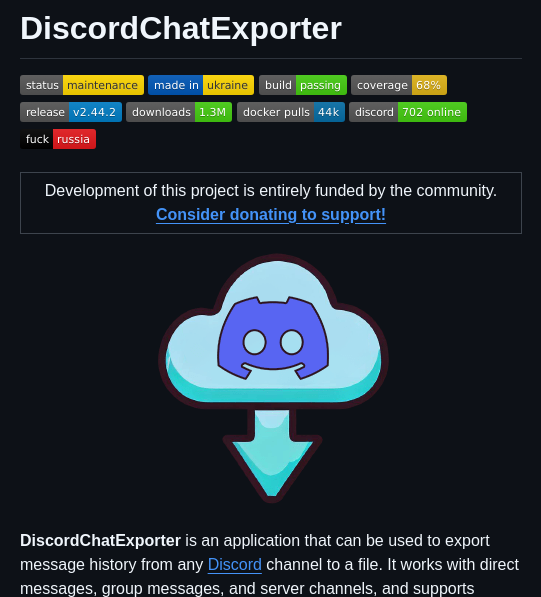 DiscordChatExporter
status maintenance made in ukraine build passing coverage 68%
release v2.44.2 downloads 1.3M docker pulls 44k discord 702 online
fuck russia
Development of this project is entirely funded by the community.
Consider donating to support!
DiscordChatExporter is an application that can be used to export
message history from any Discord channel to a file. It works with direct
messages, group messages, and server channels, and supports